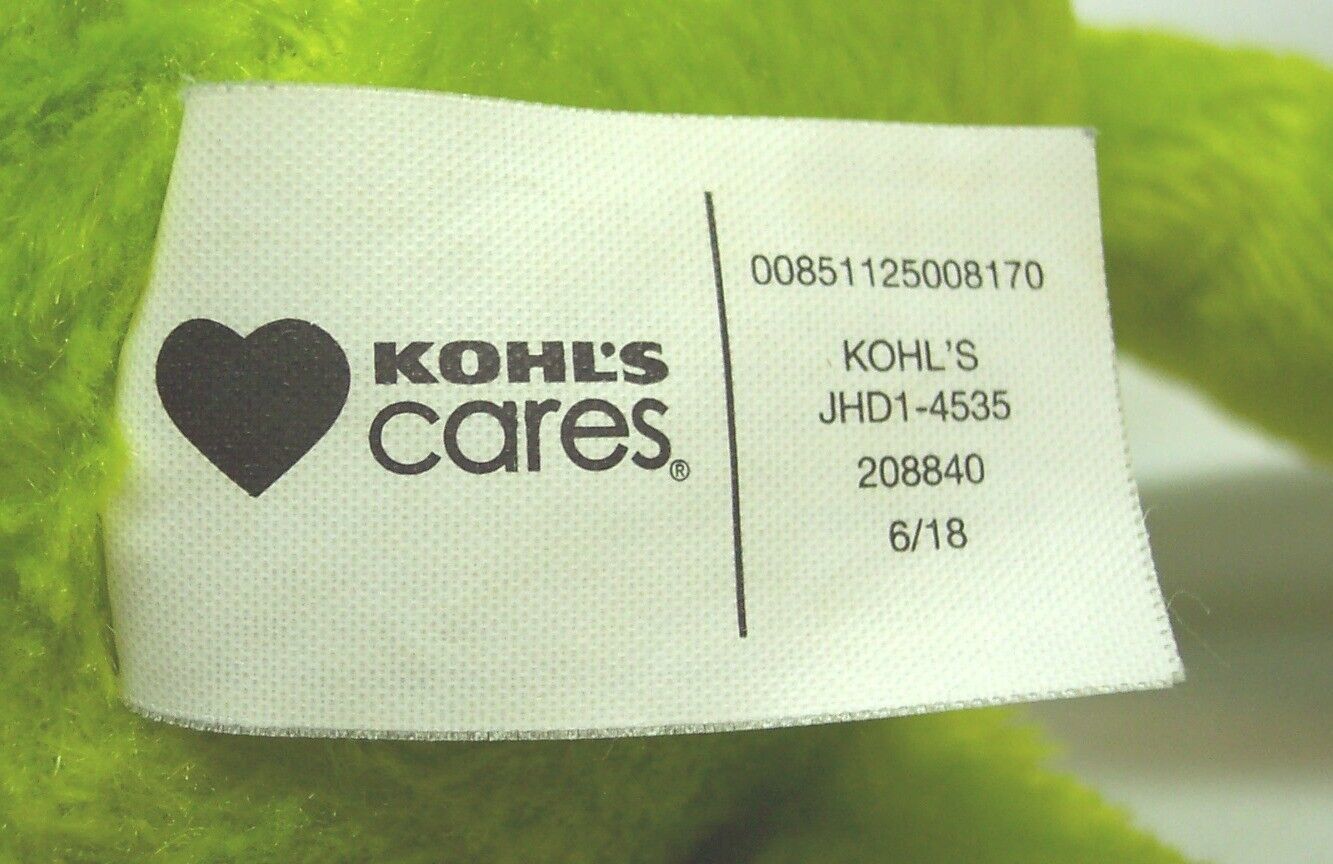 KOHL'S
cares®
00851125008170
KOHL'S
JHD1-4535
208840
6/18